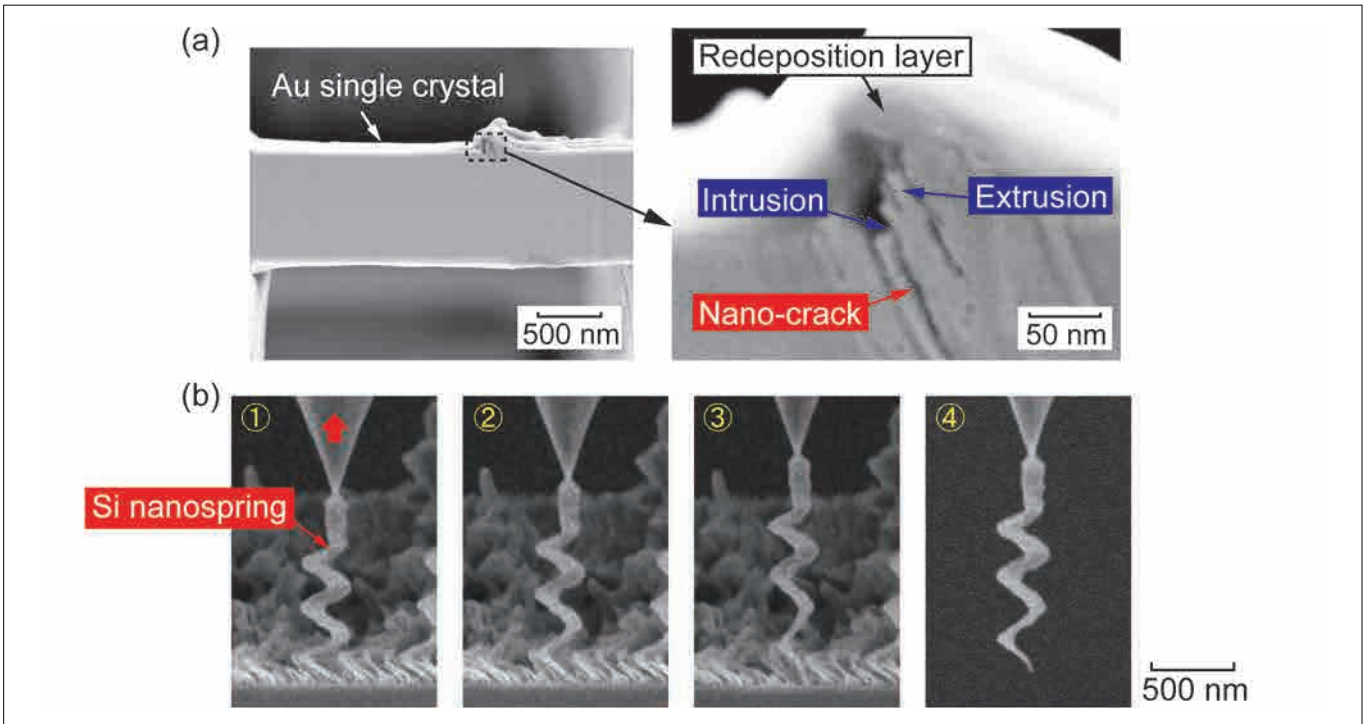 (a)
Au single crystal
500 nm
Redeposition layer
Intrusion
Extrusion
Nano-crack
50 nm
(b)
①
②
③
④
Si nanospring
500 nm